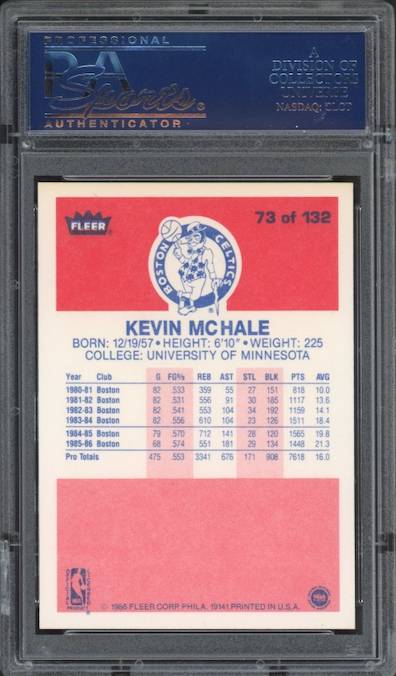 PROFESSIONAL
PSA
Sports®
AUTHENTICATOR
A
DIVISION OF
COLLECTORS
UNIVERSE
NASDAQ: CLCT
FLEER®
73 of 132
BOSTON CELTICS
®
KEVIN McHALE
BORN: 12/19/57 • HEIGHT: 6'10" • WEIGHT: 225
COLLEGE: UNIVERSITY OF MINNESOTA
Year Club G FG% REB AST STL BLK PTS AVG
1980-81 Boston 82 .533 359 55 27 151 818 10.0
1981-82 Boston 82 .531 556 91 30 185 1117 13.6
1982-83 Boston 82 .541 553 104 34 192 1159 14.1
1983-84 Boston 82 .556 610 104 23 126 1511 18.4
1984-85 Boston 79 .570 712 141 28 120 1565 19.8
1985-86 Boston 68 .574 551 181 29 134 1448 21.3
Pro Totals 475 .553 3341 676 171 908 7618 16.0
© 1986 FLEER CORP. PHILA. 19141 PRINTED IN U.S.A.